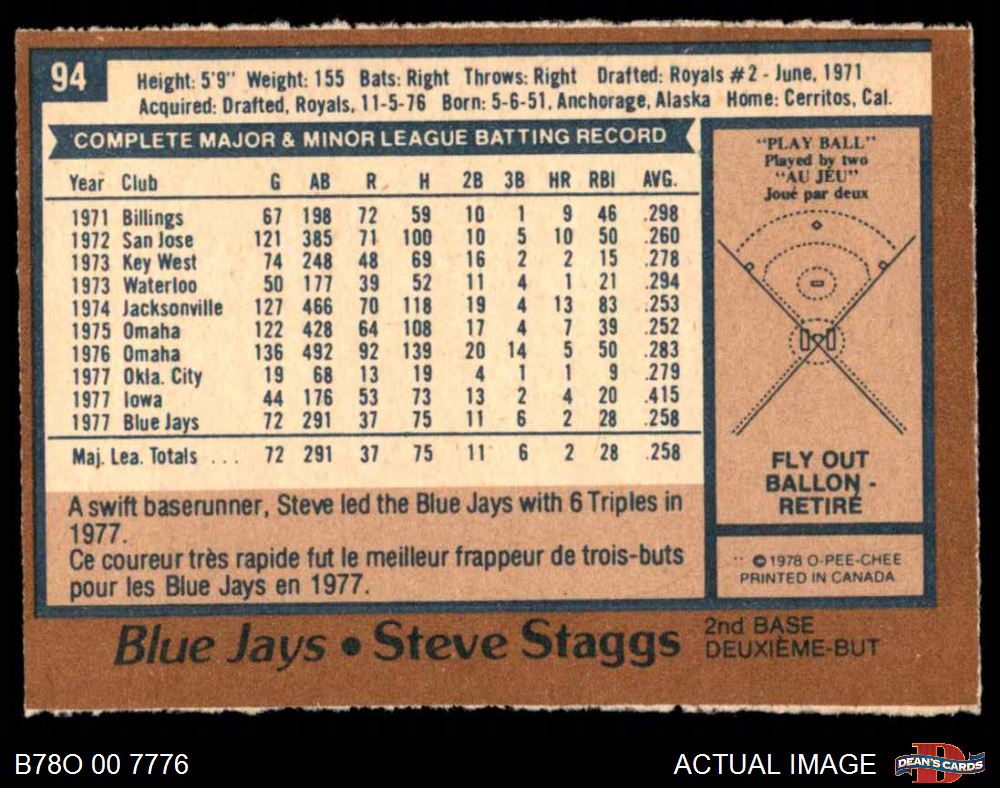 94
Height: 5'9" Weight: 155 Bats: Right Throws: Right Drafted: Royals #2 - June, 1971
Acquired: Drafted, Royals, 11-5-76 Born: 5-6-51, Anchorage, Alaska Home: Cerritos, Cal.
COMPLETE MAJOR & MINOR LEAGUE BATTING RECORD
Year Club G AB R H 2B 3B HR RBI AVG.
1971 Billings 67 198 72 59 10 1 9 46 .298
1972 San Jose 121 385 71 100 10 5 10 50 .260
1973 Key West 74 248 48 69 16 2 2 15 .278
1973 Waterloo 50 177 39 52 11 4 1 21 .294
1974 Jacksonville 127 466 70 118 19 4 13 83 .253
1975 Omaha 122 428 64 108 17 4 7 39 .252
1976 Omaha 136 492 92 139 20 14 5 50 .283
1977 Okla. City 19 68 13 19 4 1 1 9 .279
1977 Iowa 44 176 53 73 13 2 4 20 .415
1977 Blue Jays 72 291 37 75 11 6 2 28 .258
Maj. Lea. Totals ... 72 291 37 75 11 6 2 28 .258
A swift baserunner, Steve led the Blue Jays with 6 Triples in
1977.
Ce coureur très rapide fut le meilleur frappeur de trois-buts
pour les Blue Jays en 1977.
"PLAY BALL"
Played by two
"AU JEU"
Joué par deux
FLY OUT
BALLON -
RETIRÉ
©1978 O-PEE-CHEE
PRINTED IN CANADA
Blue Jays • Steve Staggs
2nd BASE
DEUXIÈME-BUT
B78O 00 7776
ACTUAL IMAGE
DEAN'S CARDS